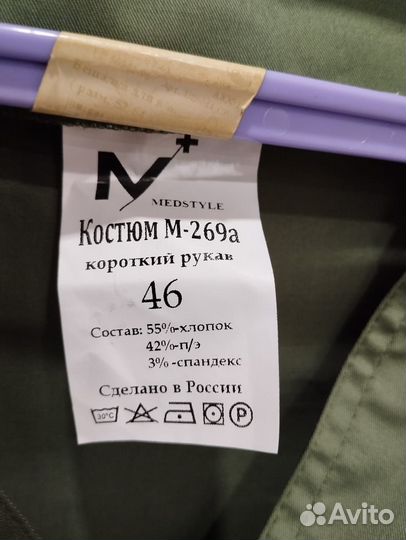 M+
MEDSTYLE
Костюм М-269а
короткий рукав
46
Состав: 55%-хлопок
42%-п/э
3%-спандекс
Сделано в России
30°C
P
Avito